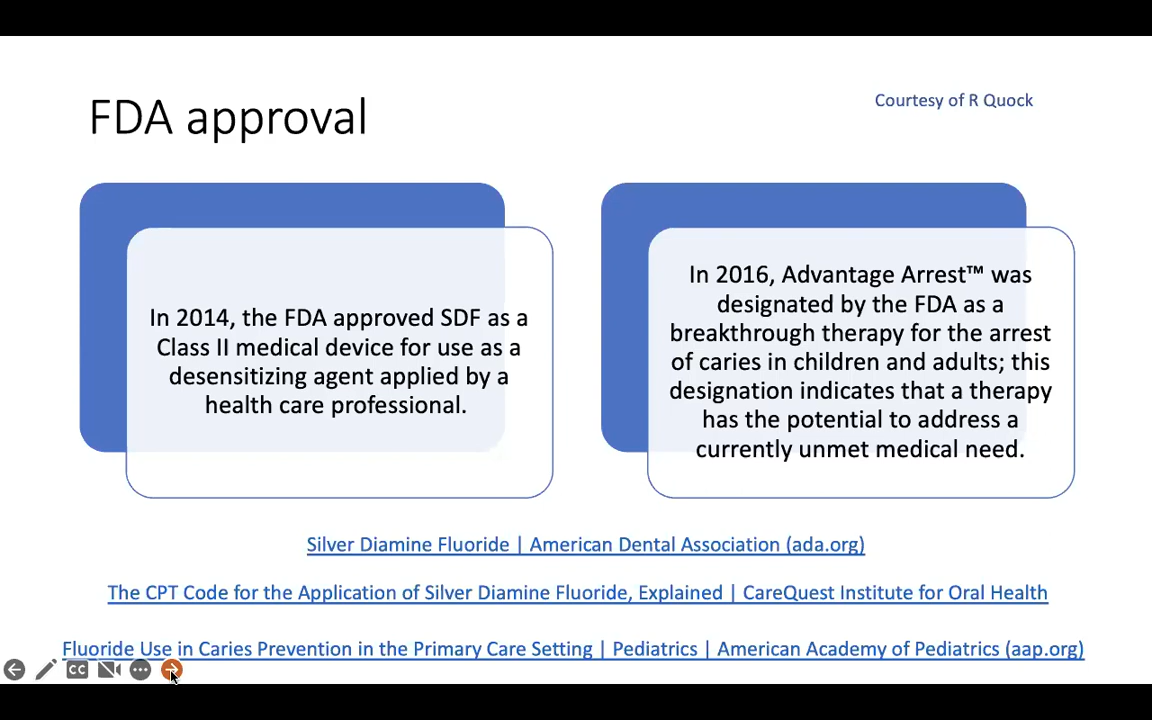 FDA approval
Courtesy of R Quock
In 2014, the FDA approved SDF as a
Class II medical device for use as a
desensitizing agent applied by a
health care professional.
In 2016, Advantage Arrest™ was
designated by the FDA as a
breakthrough therapy for the arrest
of caries in children and adults; this
designation indicates that a therapy
has the potential to address a
currently unmet medical need.
Silver Diamine Fluoride | American Dental Association (ada.org)
The CPT Code for the Application of Silver Diamine Fluoride, Explained | CareQuest Institute for Oral Health
Fluoride Use in Caries Prevention in the Primary Care Setting | Pediatrics | American Academy of Pediatrics (aap.org)
CC